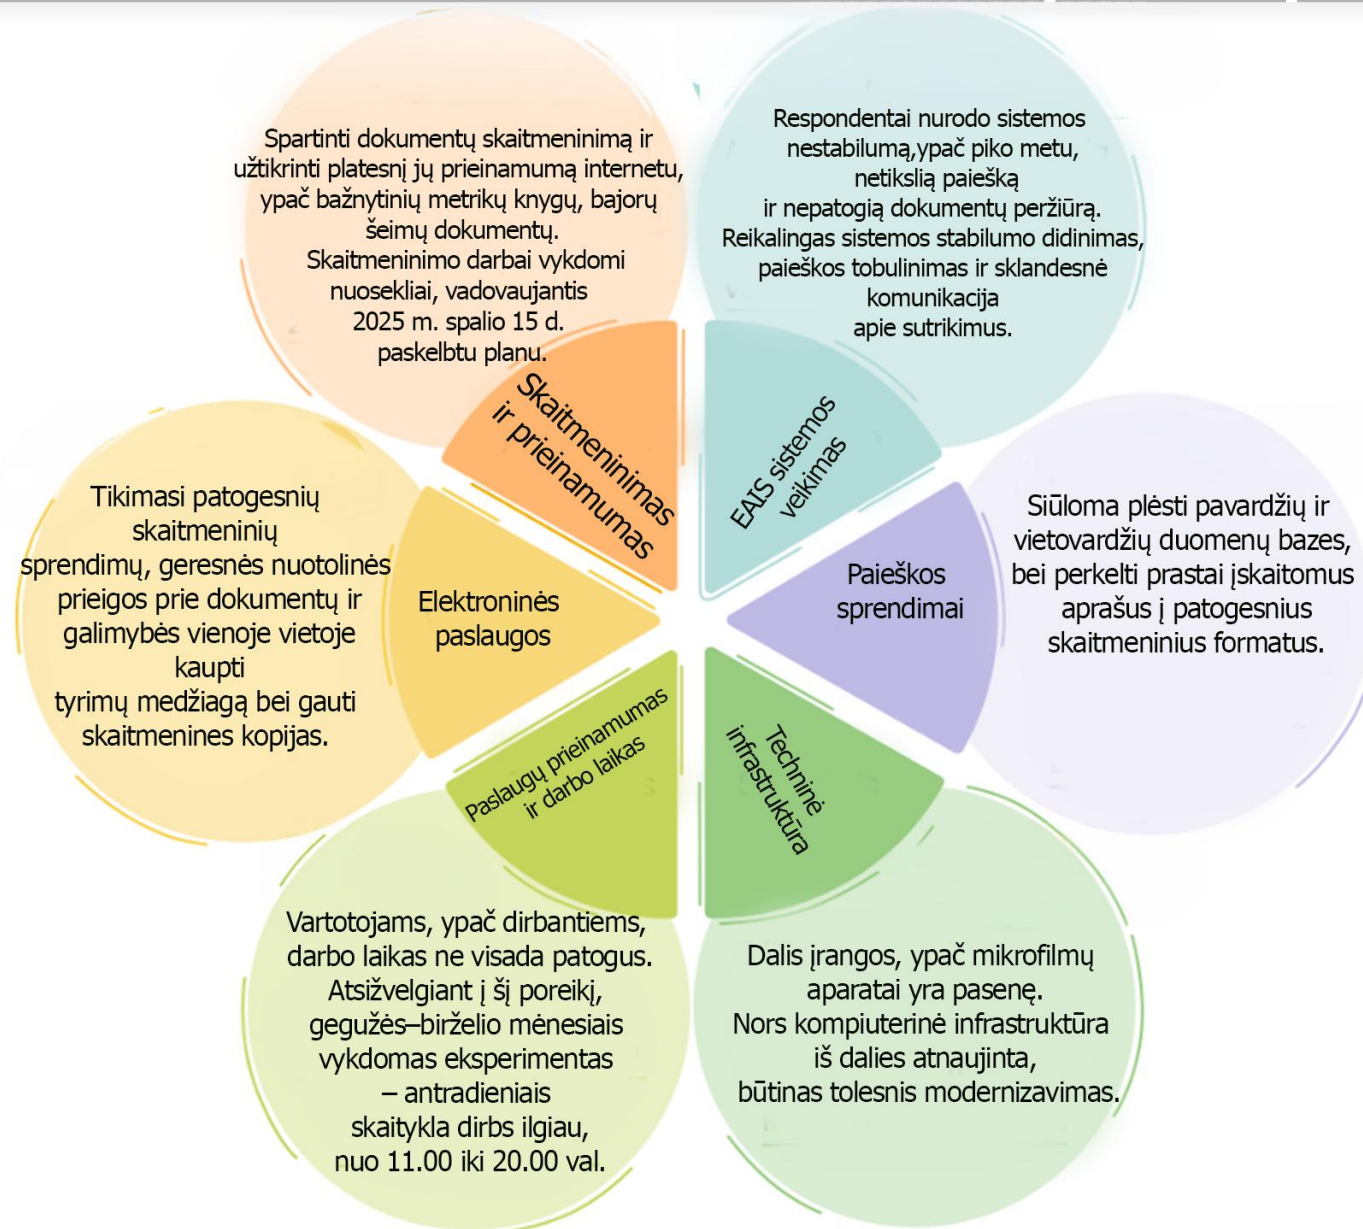 Spartinti dokumentų skaitmeninimą ir
užtikrinti platesnį jų prieinamumą internetu,
ypač bažnytinių metrikų knygų, bajorų
šeimų dokumentų.
Skaitmeninimo darbai vykdomi
nuosekliai, vadovaujantis
2025 m. spalio 15 d.
paskelbtu planu.
Skaitmeninimas
ir prieinamumas
Respondentai nurodo sistemos
nestabilumą,ypač piko metu,
netikslią paiešką
ir nepatogią dokumentų peržiūrą.
Reikalingas sistemos stabilumo didinimas,
paieškos tobulinimas ir sklandesnė
komunikacija
apie sutrikimus.
EAIS sistemos
veikimas
Siūloma plėsti pavardžių ir
vietovardžių duomenų bazes,
bei perkelti prastai įskaitomus
aprašus į patogesnius
skaitmeninius formatus.
Paieškos
sprendimai
Tikimasi patogesnių
skaitmeninių
sprendimų, geresnės nuotolinės
prieigos prie dokumentų ir
galimybės vienoje vietoje
kaupti
tyrimų medžiagą bei gauti
skaitmenines kopijas.
Elektroninės
paslaugos
Paslaugų prieinamumas
ir darbo laikas
Vartotojams, ypač dirbantiems,
darbo laikas ne visada patogus.
Atsižvelgiant į šį poreikį,
gegužės–birželio mėnesiais
vykdomas eksperimentas
– antradieniais
skaitykla dirbs ilgiau,
nuo 11.00 iki 20.00 val.
Techninė
infrastruktūra
Dalis įrangos, ypač mikrofilmų
aparatai yra pasenę.
Nors kompiuterinė infrastruktūra
iš dalies atnaujinta,
būtinas tolesnis modernizavimas.